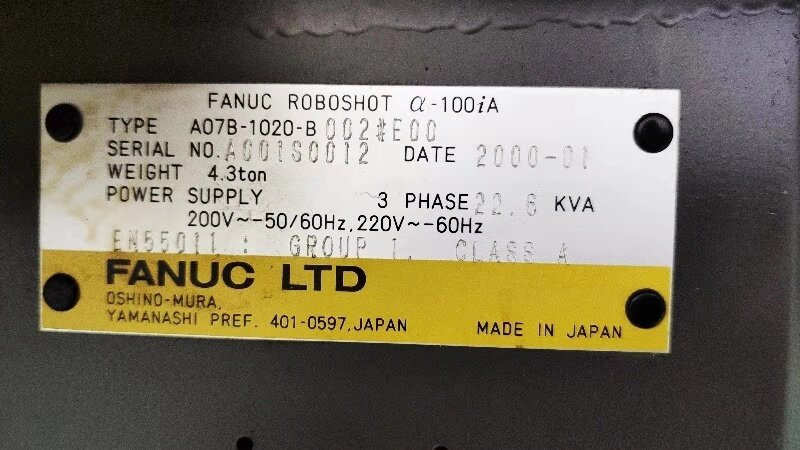 FANUC ROBOSHOT α-100iA
TYPE A07B-1020-B002#E00
SERIAL NO. A001S0012 DATE 2000-01
WEIGHT 4.3ton
POWER SUPPLY 3 PHASE 22.6 KVA
200V~-50/60Hz, 220V~-60Hz
EN55011 : GROUP 1, CLASS A
FANUC LTD
OSHINO-MURA,
YAMANASHI PREF. 401-0597, JAPAN MADE IN JAPAN